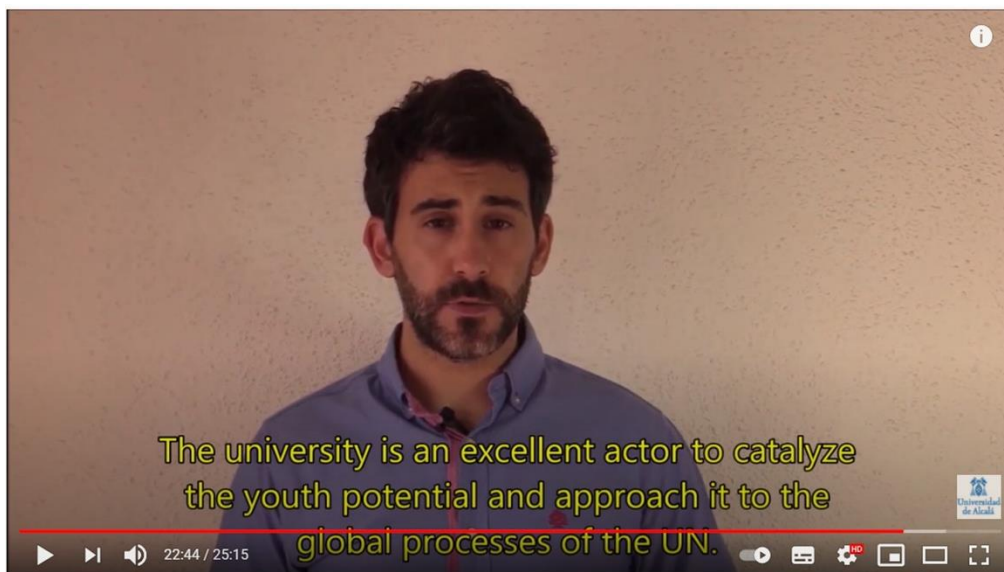 The university is an excellent actor to catalyze
the youth potential and approach it to the
global processes of the UN.
Universidad
de Alcalá
22:44 / 25:15
HD